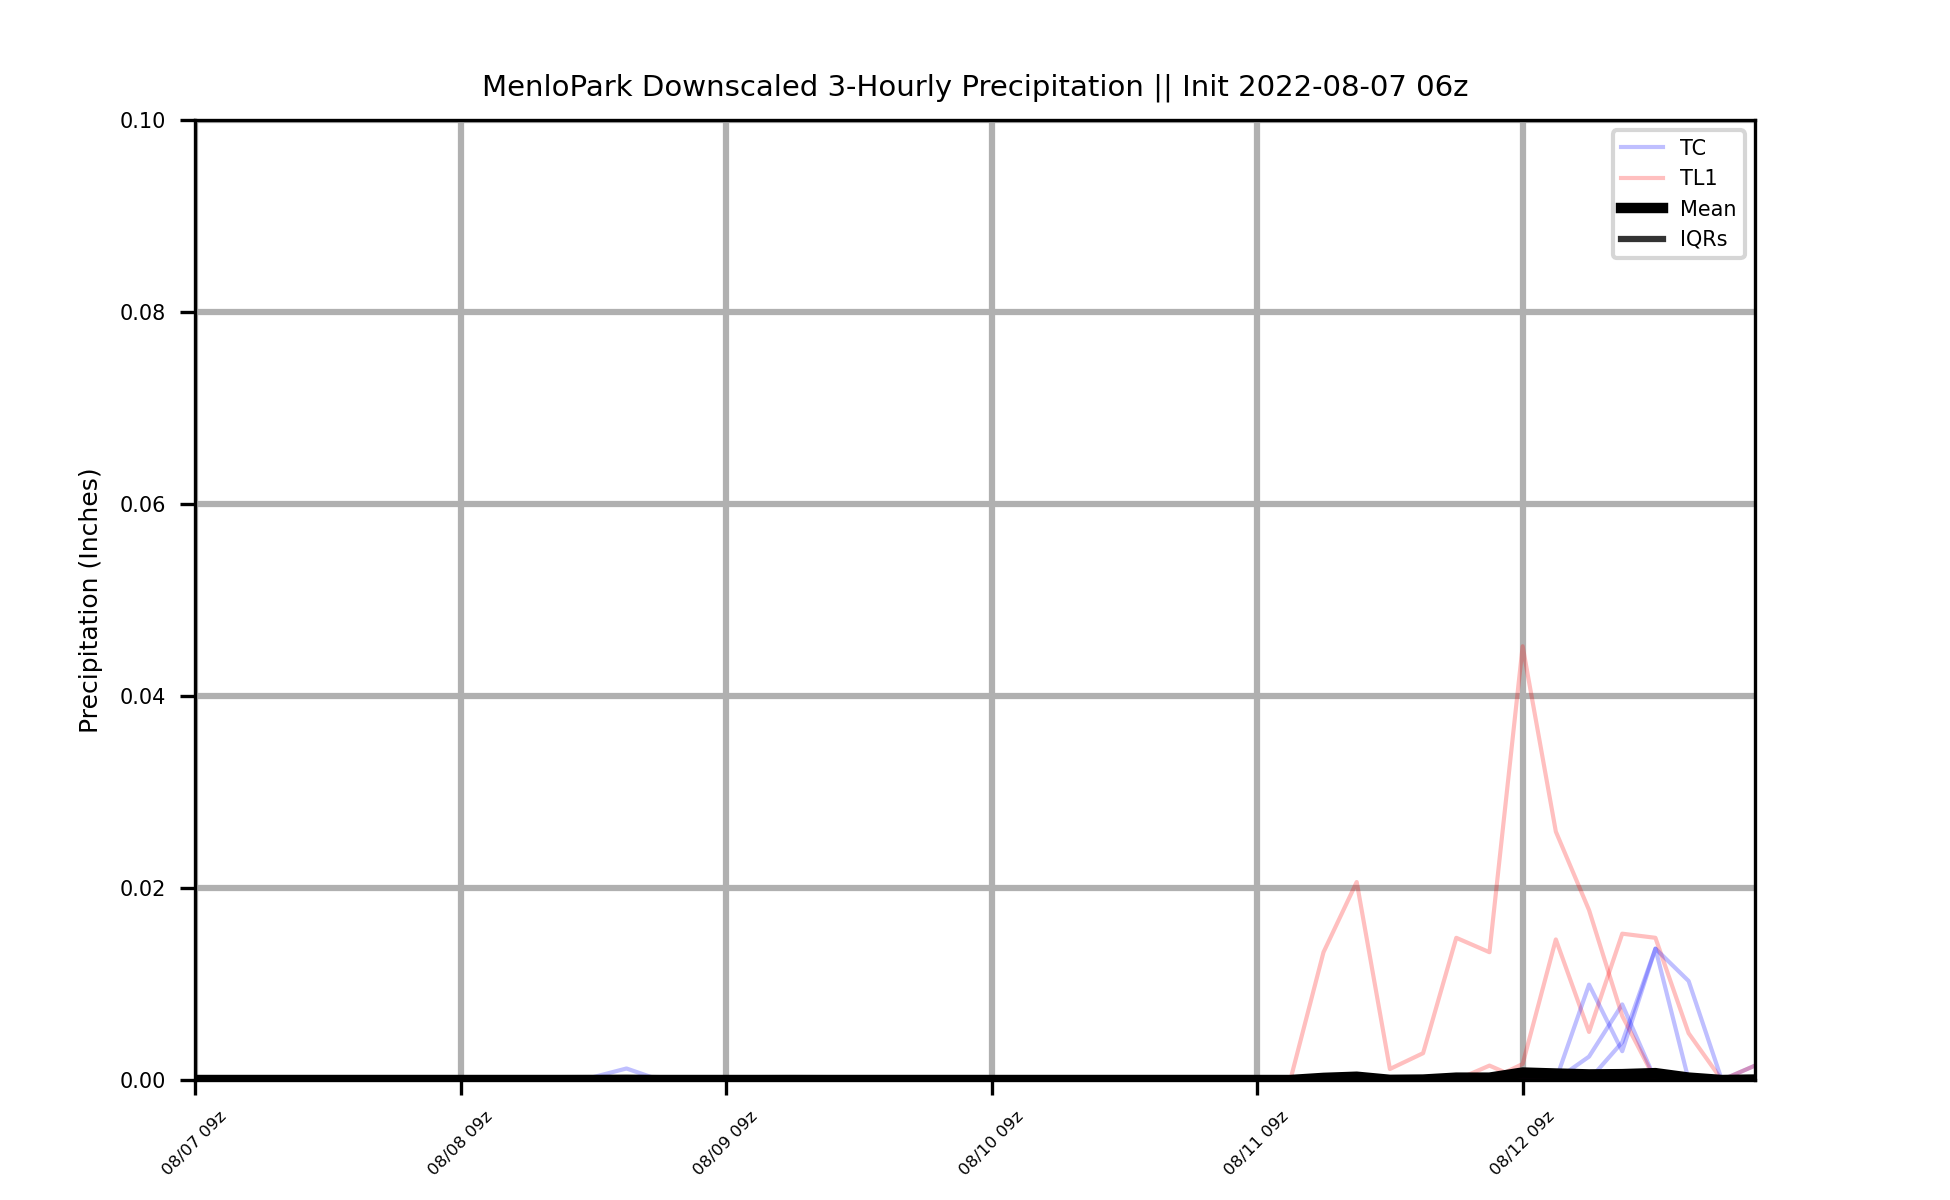 MenloPark Downscaled 3-Hourly Precipitation || Init 2022-08-07 06z
0.10
0.08
0.06
0.04
0.02
0.00
Precipitation (Inches)
TC
TL1
Mean
IQRs
08/07 09z
08/08 09z
08/09 09z
08/10 09z
08/11 09z
08/12 09z